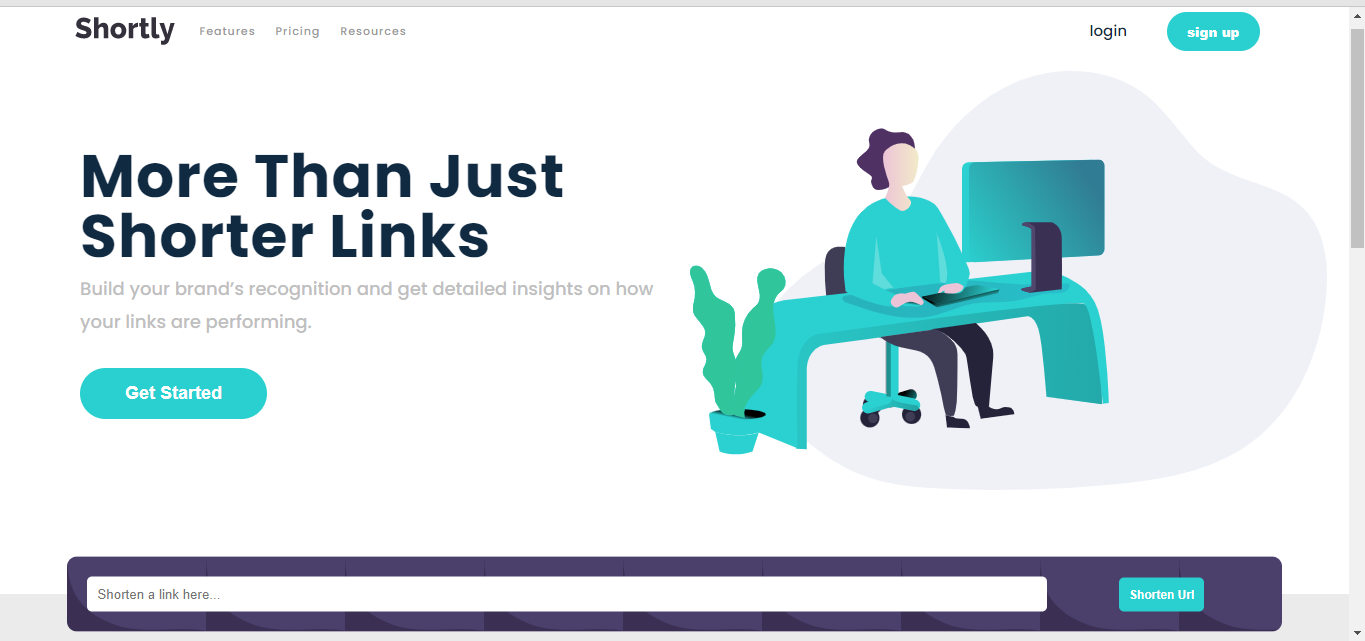 Shortly Features Pricing Resources login sign up
More Than Just
Shorter Links
Build your brand’s recognition and get detailed insights on how
your links are performing.
Get Started
Shorten a link here... Shorten Url